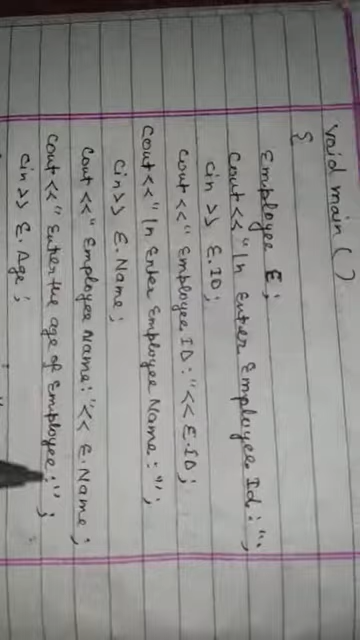 void main ( )
{
Employee E;
cout<<"\n Enter Employee Id:";
cin >> E.ID;
cout<<" Employee ID:"<< E.ID;
cout<<"\n Enter Employee Name:";
cin>> E.Name;
cout <<" Employee Name:"<< E.Name;
cout <<" Enter the age of Employee:";
cin>> E.Age;